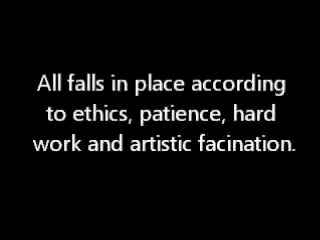 All falls in place according
to ethics, patience, hard
work and artistic facination.